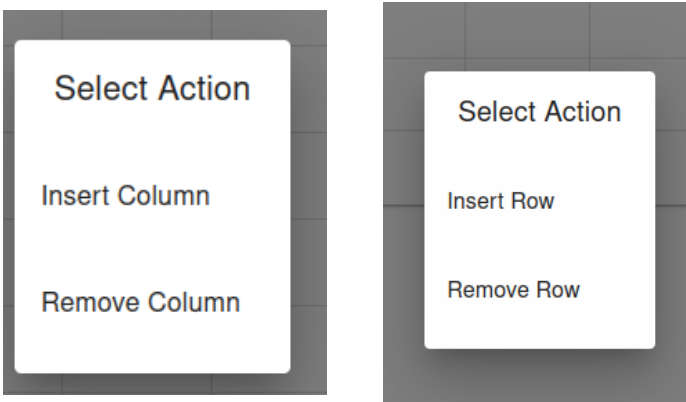 Select Action
Insert Column
Remove Column
Select Action
Insert Row
Remove Row